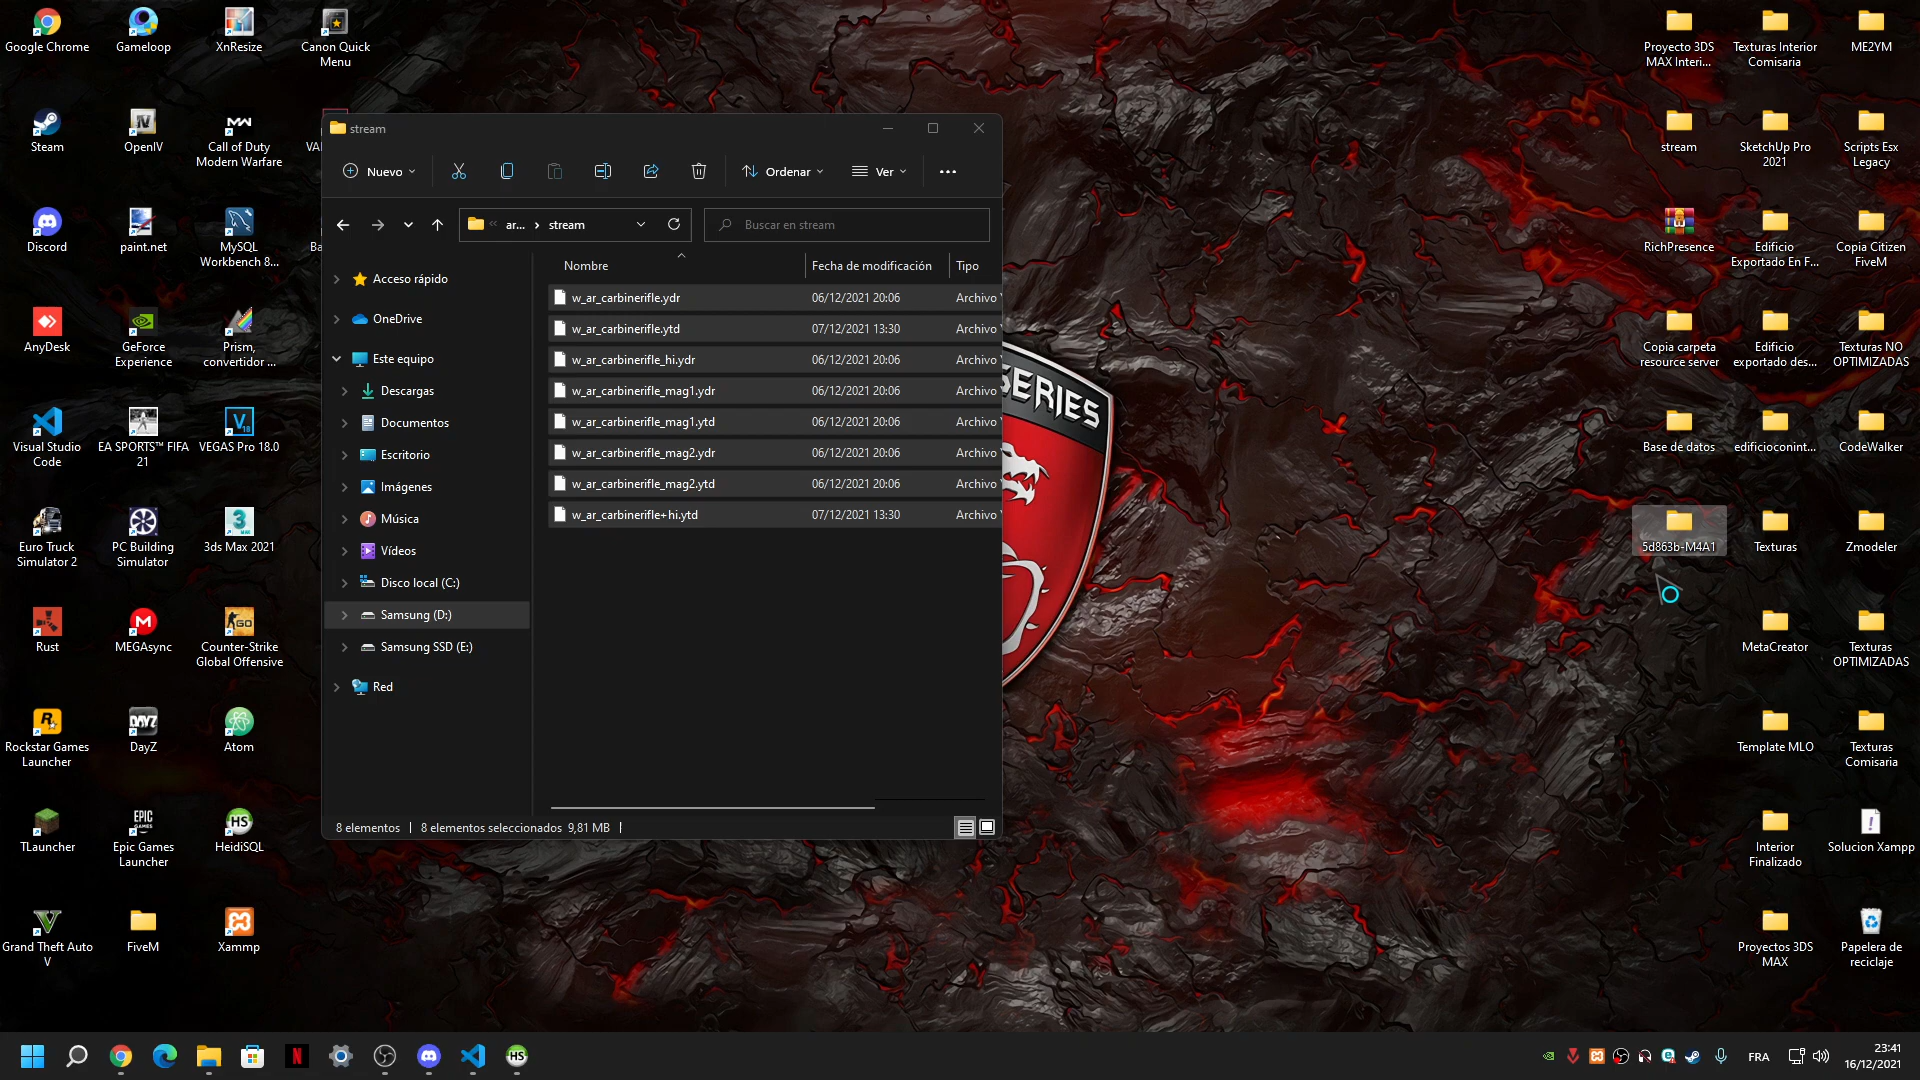 Google Chrome
Gameloop
XnResize
Canon Quick
Menu
Steam
OpenIV
Call of Duty
Modern Warfare
Discord
paint.net
MySQL
Workbench 8...
AnyDesk
GeForce
Experience
Prism,
convertidor ...
Visual Studio
Code
EA SPORTS™ FIFA
21
VEGAS Pro 18.0
Euro Truck
Simulator 2
PC Building
Simulator
3ds Max 2021
Rust
MEGAsync
Counter-Strike
Global Offensive
Rockstar Games
Launcher
DayZ
Atom
TLauncher
Epic Games
Launcher
HeidiSQL
Grand Theft Auto
V
FiveM
Xammp
stream
Nuevo
Ordenar
Ver
ar...
stream
Buscar en stream
Acceso rápido
OneDrive
Este equipo
Descargas
Documentos
Escritorio
Imágenes
Música
Vídeos
Disco local (C:)
Samsung (D:)
Samsung SSD (E:)
Red
Nombre Fecha de modificación Tipo
w_ar_carbinerifle.ydr 06/12/2021 20:06 Archivo
w_ar_carbinerifle.ytd 07/12/2021 13:30 Archivo
w_ar_carbinerifle_hi.ydr 06/12/2021 20:06 Archivo
w_ar_carbinerifle_mag1.ydr 06/12/2021 20:06 Archivo
w_ar_carbinerifle_mag1.ytd 06/12/2021 20:06 Archivo
w_ar_carbinerifle_mag2.ydr 06/12/2021 20:06 Archivo
w_ar_carbinerifle_mag2.ytd 06/12/2021 20:06 Archivo
w_ar_carbinerifle+hi.ytd 07/12/2021 13:30 Archivo
8 elementos 8 elementos seleccionados 9,81 MB
SERIES
Proyecto 3DS
MAX Interi...
Texturas Interior
Comisaria
ME2YM
stream
SketchUp Pro
2021
Scripts Esx
Legacy
RichPresence
Edificio
Exportado En F...
Copia Citizen
FiveM
Copia carpeta
resource server
Edificio
exportado des...
Texturas NO
OPTIMIZADAS
Base de datos
edificioconint...
CodeWalker
5d863b-M4A1
Texturas
Zmodeler
MetaCreator
Texturas
OPTIMIZADAS
Template MLO
Texturas
Comisaria
Interior
Finalizado
Solucion Xampp
Proyectos 3DS
MAX
Papelera de
reciclaje
FRA
23:41
16/12/2021